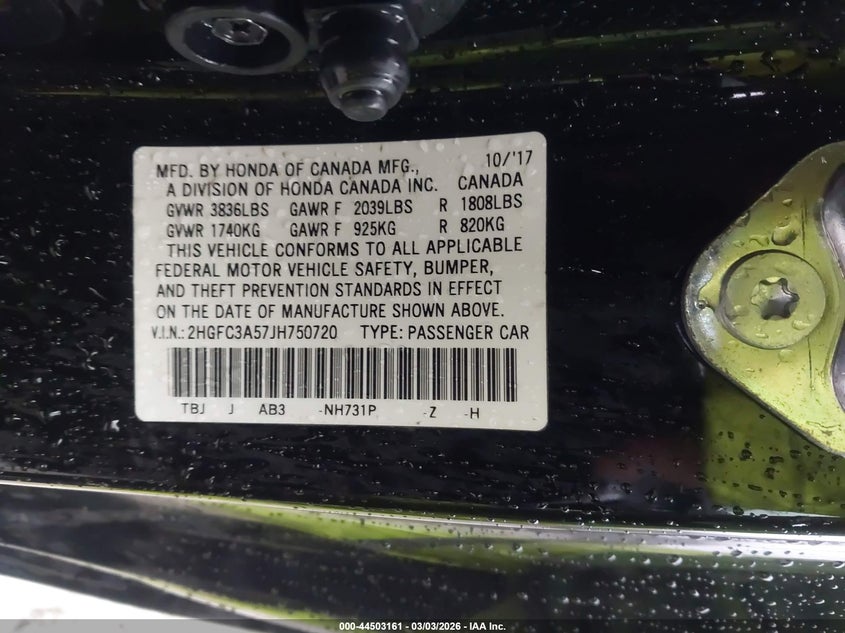 MFD. BY HONDA OF CANADA MFG., 10/'17
A DIVISION OF HONDA CANADA INC. CANADA
GVWR 3836LBS GAWR F 2039LBS R 1808LBS
GVWR 1740KG GAWR F 925KG R 820KG
THIS VEHICLE CONFORMS TO ALL APPLICABLE
FEDERAL MOTOR VEHICLE SAFETY, BUMPER,
AND THEFT PREVENTION STANDARDS IN EFFECT
ON THE DATE OF MANUFACTURE SHOWN ABOVE.
V.I.N.: 2HGFC3A57JH750720 TYPE: PASSENGER CAR
TBJ J AB3 -NH731P -Z -H
000-44503161 - 03/03/2026 - IAA Inc.